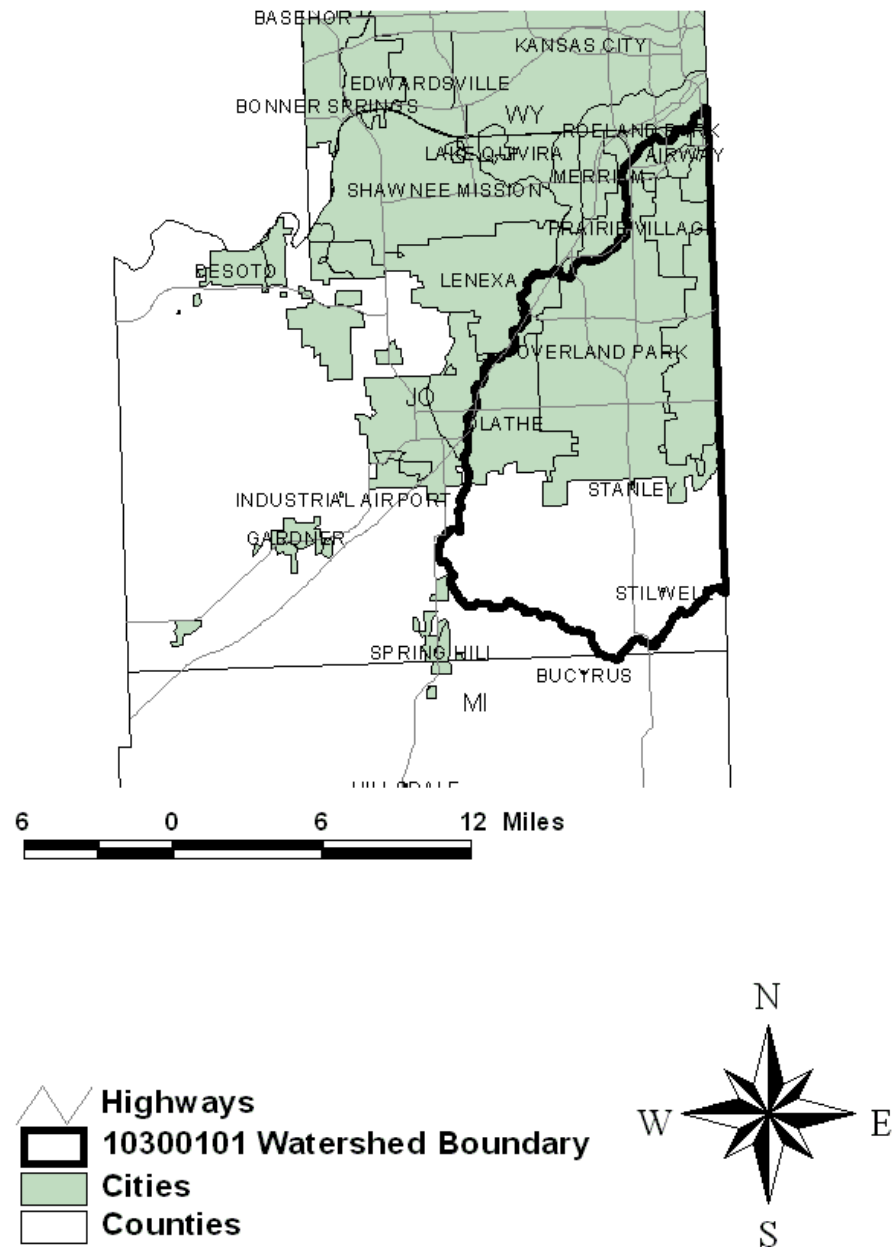 BASEHOR
KANSAS CITY
EDWARDSVILLE
BONNER SPRINGS
WY
ROELAND PARK
LAKE QUIVIRA
AIRWAY
MERRIAM
SHAWNEE MISSION
PRAIRIE VILLAGE
DESOTO
LENEXA
OVERLAND PARK
JO
OLATHE
STANLEY
INDUSTRIAL AIRPORT
GARDNER
STILWELL
SPRING HILL
BUCYRUS
MI
HILLSDALE
6 0 6 12 Miles
N
W E
S
Highways
10300101 Watershed Boundary
Cities
Counties